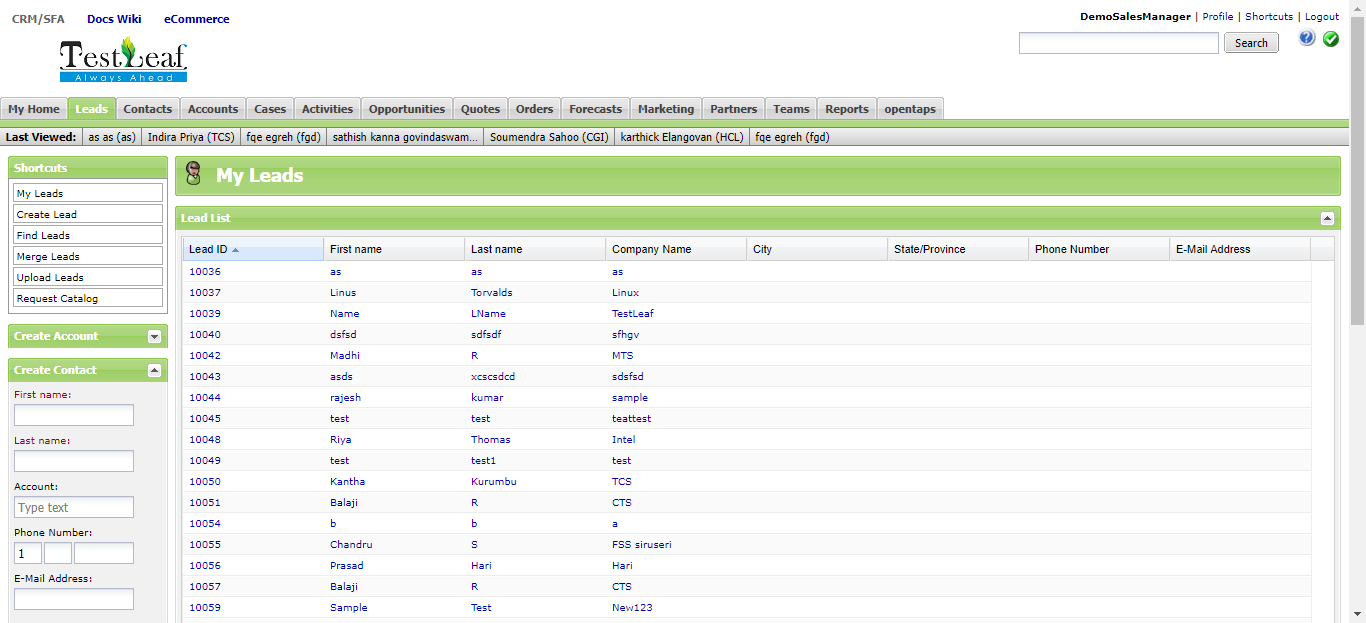 CRM/SFA Docs Wiki eCommerce
DemoSalesManager | Profile | Shortcuts | Logout
TestLeaf
Always Ahead
Search
My Home Leads Contacts Accounts Cases Activities Opportunities Quotes Orders Forecasts Marketing Partners Teams Reports opentaps
Last Viewed: as as (as) Indira Priya (TCS) fqe egreh (fgd) sathish kanna govindaswam... Soumendra Sahoo (CGI) karthick Elangovan (HCL) fqe egreh (fgd)
Shortcuts
My Leads
Create Lead
Find Leads
Merge Leads
Upload Leads
Request Catalog
Create Account
Create Contact
First name:
Last name:
Account:
Type text
Phone Number:
1
E-Mail Address:
My Leads
Lead List
Lead ID First name Last name Company Name City State/Province Phone Number E-Mail Address
10036 as as as
10037 Linus Torvalds Linux
10039 Name LName TestLeaf
10040 dsfsd sdfsdf sfhgv
10042 Madhi R MTS
10043 asds xcscsdcd sdsfsd
10044 rajesh kumar sample
10045 test test teattest
10048 Riya Thomas Intel
10049 test test1 test
10050 Kantha Kurumbu TCS
10051 Balaji R CTS
10054 b b a
10055 Chandru S FSS siruseri
10056 Prasad Hari Hari
10057 Balaji R CTS
10059 Sample Test New123